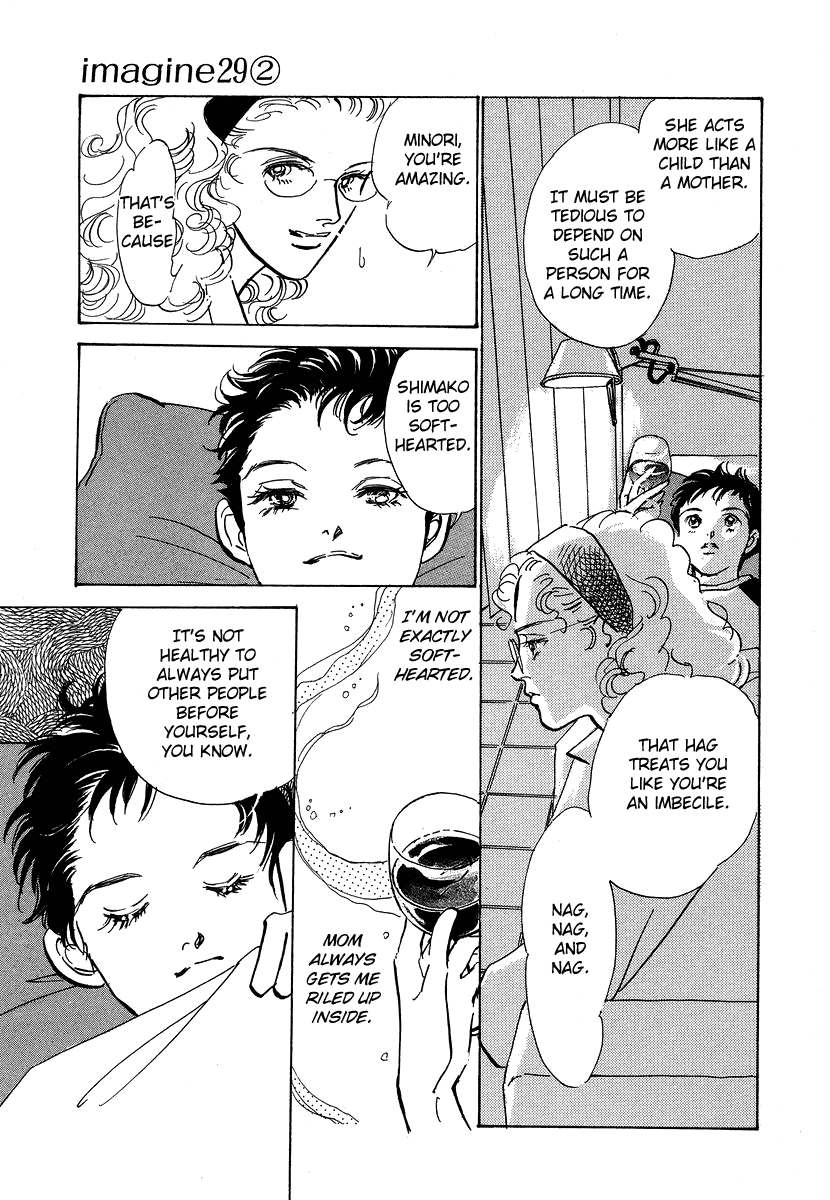 imagine29②
SHE ACTS
MORE LIKE A
CHILD THAN
A MOTHER.
IT MUST BE
TEDIOUS TO
DEPEND ON
SUCH A
PERSON FOR
A LONG TIME.
THAT HAG
TREATS YOU
LIKE YOU'RE
AN IMBECILE.
NAG,
NAG,
AND
NAG.
MINORI,
YOU'RE
AMAZING.
THAT'S
BE-
CAUSE
SHIMAKO
IS TOO
SOFT-
HEARTED.
I'M NOT
EXACTLY
SOFT-
HEARTED.
MOM
ALWAYS
GETS ME
RILED UP
INSIDE.
IT'S NOT
HEALTHY TO
ALWAYS PUT
OTHER PEOPLE
BEFORE
YOURSELF,
YOU KNOW.